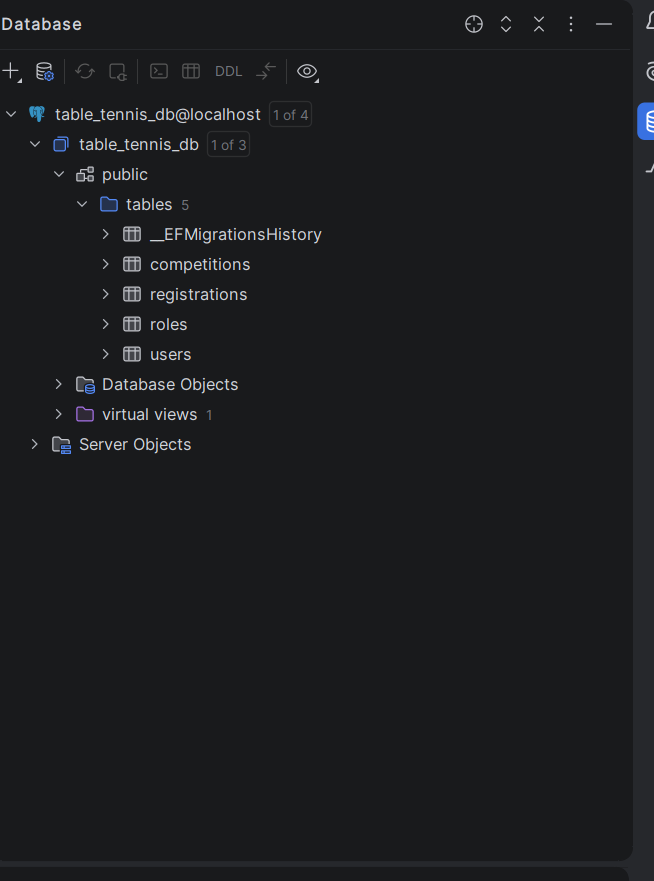 Database
DDL
table_tennis_db@localhost 1 of 4
table_tennis_db 1 of 3
public
tables 5
__EFMigrationsHistory
competitions
registrations
roles
users
Database Objects
virtual views 1
Server Objects